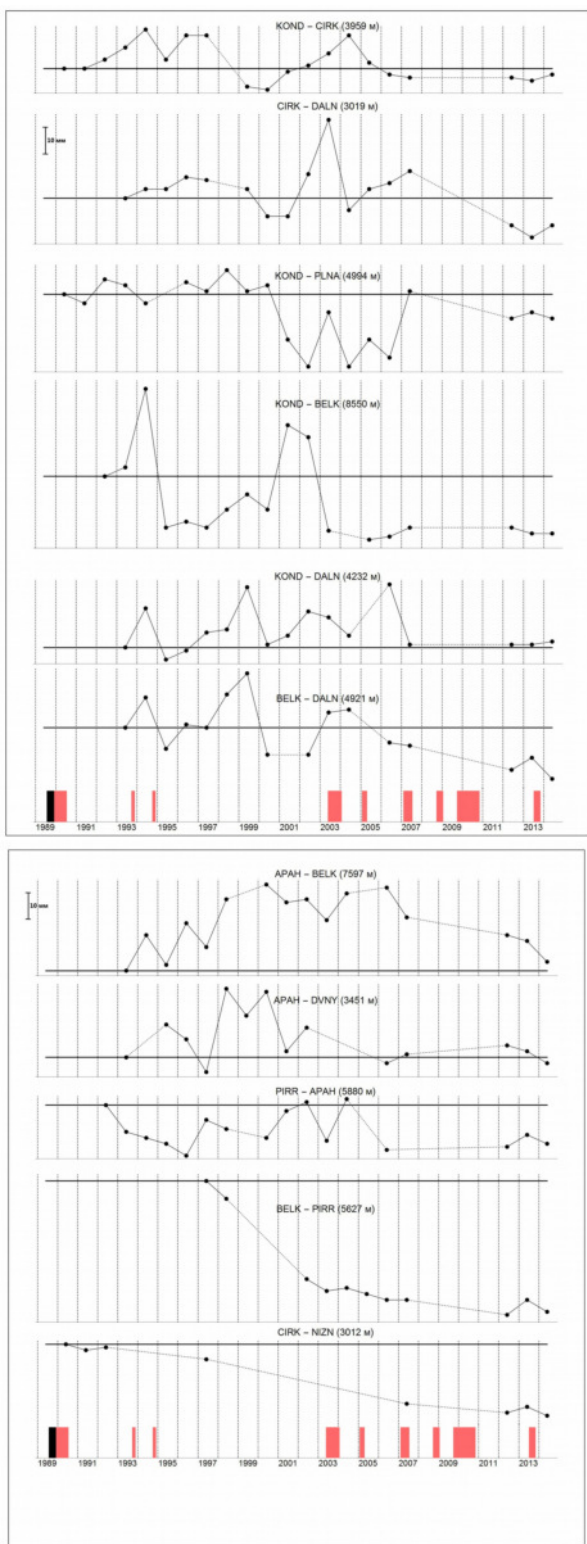 KOND – CIRK (3959 м)
CIRK – DALN (3019 м)
10 мм
KOND – PLNA (4994 м)
KOND – BELK (8550 м)
KOND – DALN (4232 м)
BELK – DALN (4921 м)
1989 1991 1993 1995 1997 1999 2001 2003 2005 2007 2009 2011 2013
APAH – BELK (7597 м)
10 мм
APAH – DVNY (3451 м)
PIRR – APAH (5880 м)
BELK – PIRR (5627 м)
CIRK – NIZN (3012 м)
1989 1991 1993 1995 1997 1999 2001 2003 2005 2007 2009 2011 2013